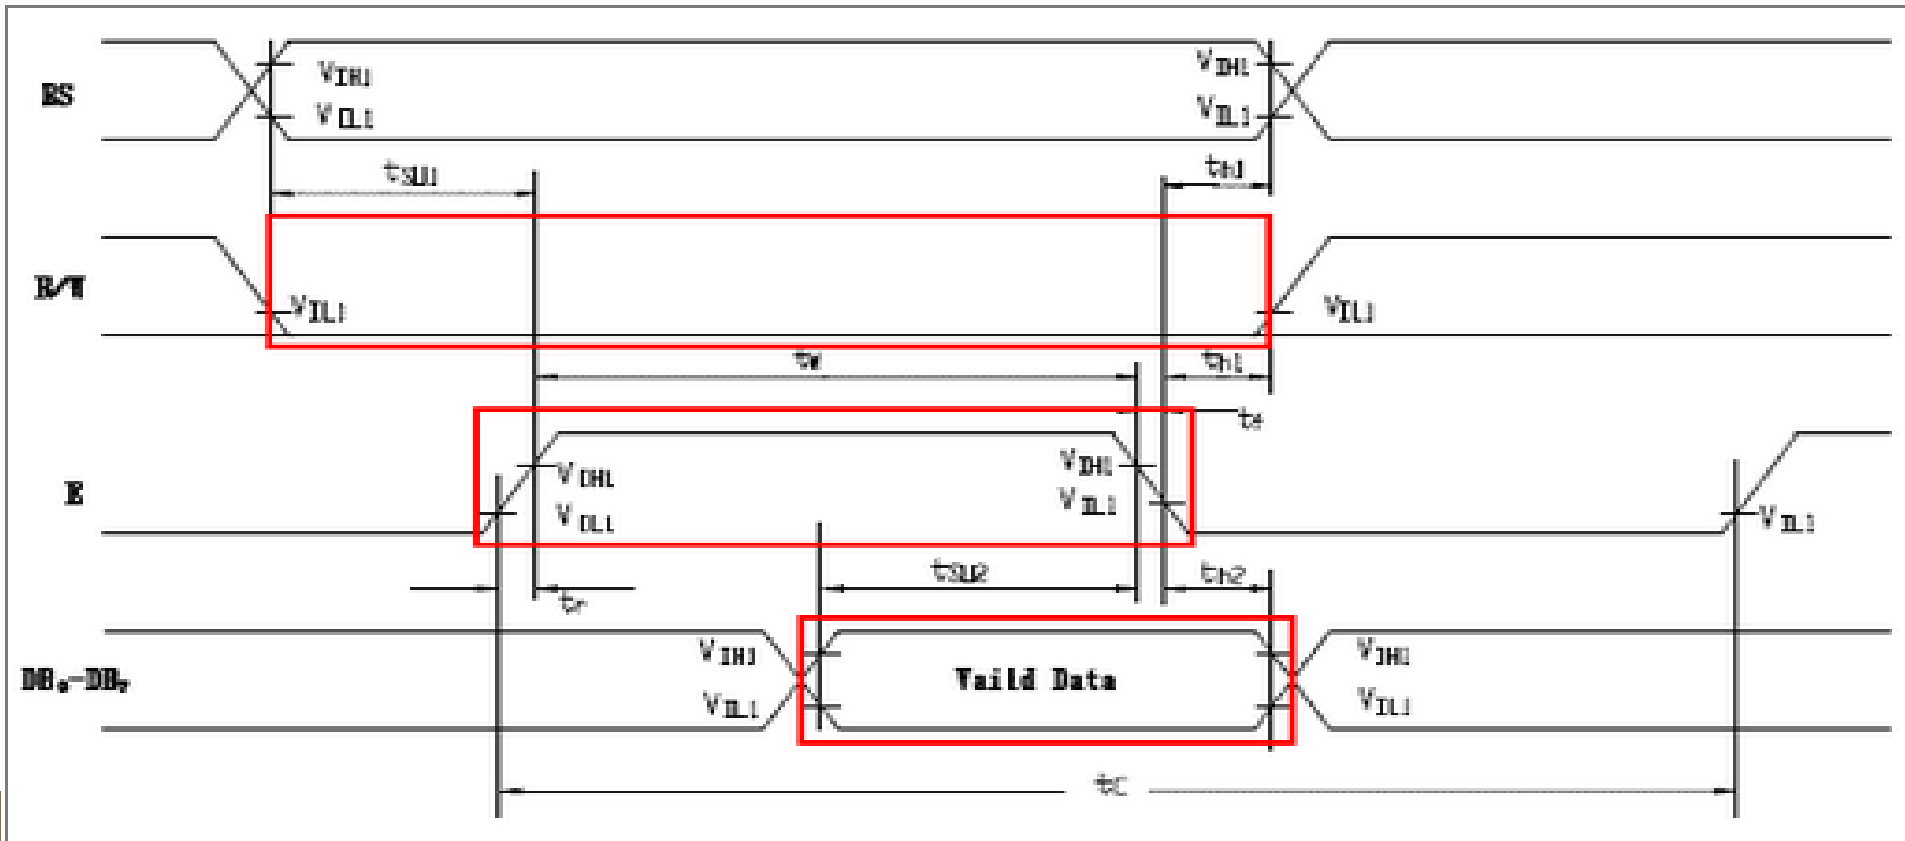 RS
VIH1
VIH1
VIL1
VIL1
tSU1
th1
R/W
VIL1
VIL1
tW
th1
tf
E
VIH1
VIH1
VIL1
VIL1
VIL1
tSU2
th2
tr
DB0-DB7
VIH1
Vaild Data
VIH1
VIL1
VIL1
tC